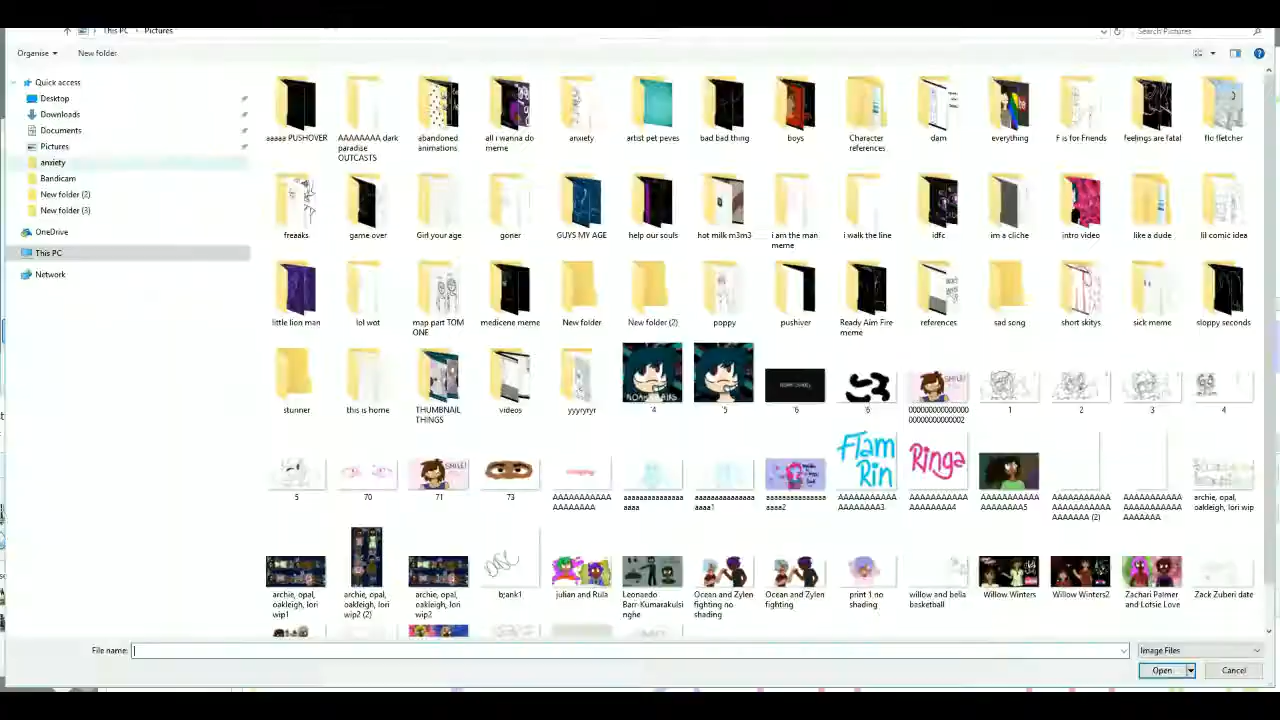 This PC > Pictures
Search Pictures
Organise
New folder
Quick access
Desktop
Downloads
Documents
Pictures
anxiety
Bandicam
New folder (2)
New folder (3)
OneDrive
This PC
Network
aaaaa PUSHOVER
AAAAAAAA dark paradise OUTCASTS
abandoned animations
all i wanna do meme
anxiety
artist pet peves
bad bad thing
boys
Character references
dam
everything
F is for Friends
feelings are fatal
flo fletcher
freaaks
game over
Girl your age
goner
GUYS MY AGE
help our souls
hot milk m3m3
i am the man meme
i walk the line
idfc
im a cliche
intro video
like a dude
lil comic idea
little lion man
lol wot
map part TOM ONE
medicene meme
New folder
New folder (2)
poppy
pushiver
Ready Aim Fire meme
references
sad song
short skitys
sick meme
sloppy seconds
stunner
this is home
THUMBNAIL THINGS
videos
yyyryryr
'4
'5
'6
'6
1
2
3
4
SMILE!
5
70
71
73
Flam
Rin
Ringa
archie, opal, oakleigh, lori wip
archie, opal, oakleigh, lori wip1
archie, opal, oakleigh, lori wip2 (2)
archie, opal, oakleigh, lori wip2
b;ank1
julian and Rula
Leonaedo Barr-Kumarakulsinghe
Ocean and Zylen fighting no shading
Ocean and Zylen fighting
print 1 no shading
willow and bella basketball
Willow Winters
Willow Winters2
Zachari Palmer and Lotsie Love
Zack Zuberi date
File name:
Image Files
Open
Cancel